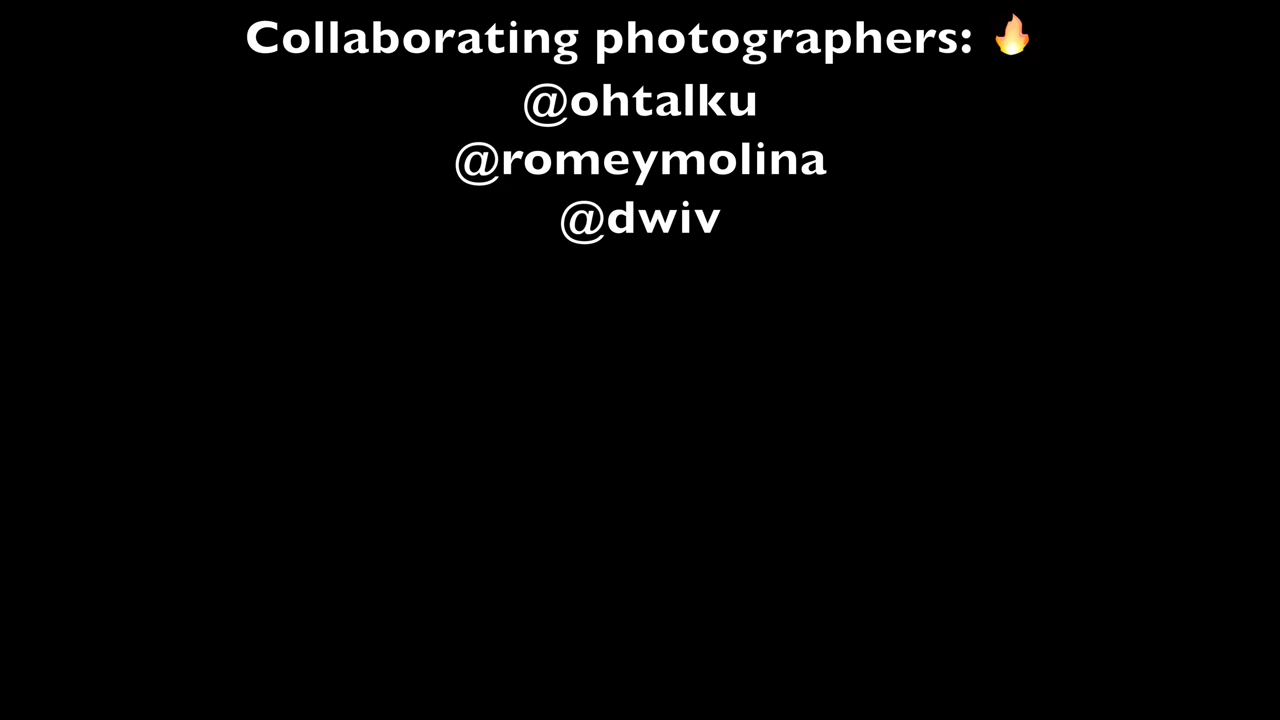 Collaborating photographers: 🔥
@ohtalku
@romeymolina
@dwiv